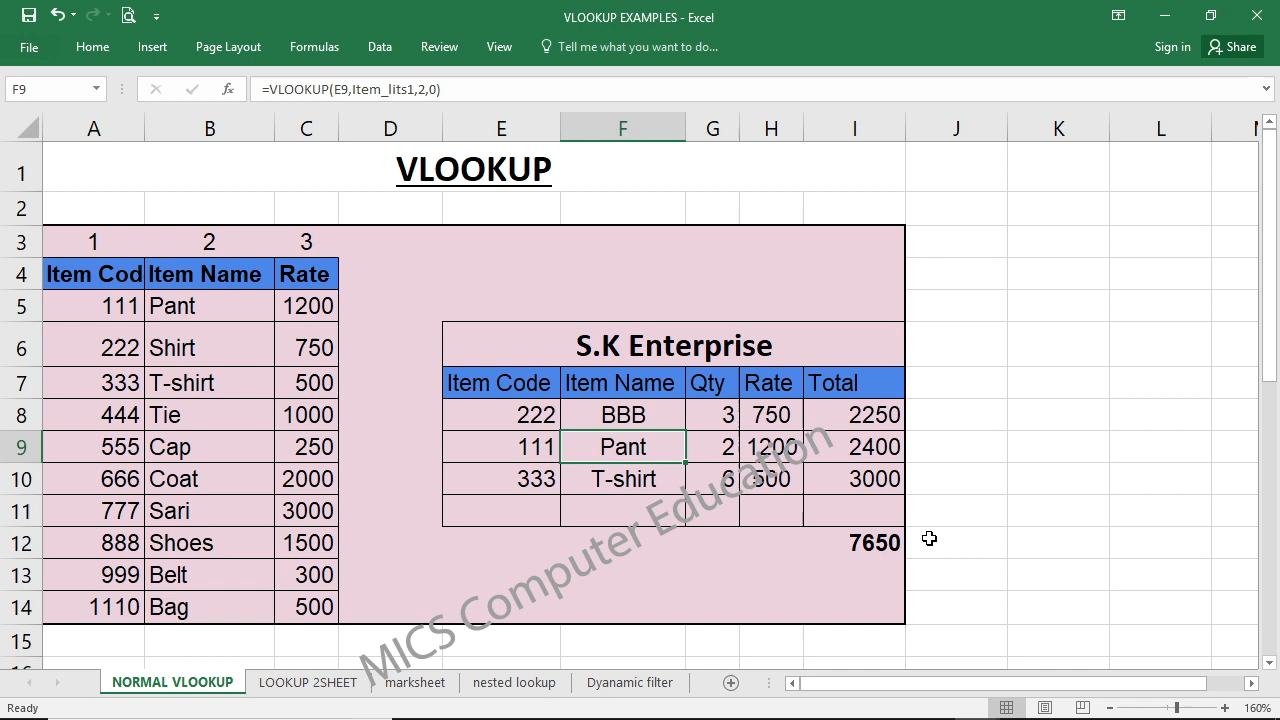 VLOOKUP EXAMPLES - Excel
File Home Insert Page Layout Formulas Data Review View Tell me what you want to do... Sign in Share
F9 fx =VLOOKUP(E9,Item_lits1,2,0)
A B C D E F G H I J K L
1 VLOOKUP
2
3 1 2 3
4 Item Cod Item Name Rate
5 111 Pant 1200
6 222 Shirt 750 S.K Enterprise
7 333 T-shirt 500 Item Code Item Name Qty Rate Total
8 444 Tie 1000 222 BBB 3 750 2250
9 555 Cap 250 111 Pant 2 1200 2400
10 666 Coat 2000 333 T-shirt 6 500 3000
11 777 Sari 3000
12 888 Shoes 1500 7650
13 999 Belt 300
14 1110 Bag 500
15
MICS Computer Education
NORMAL VLOOKUP LOOKUP 2SHEET marksheet nested lookup Dyanamic filter
Ready 160%